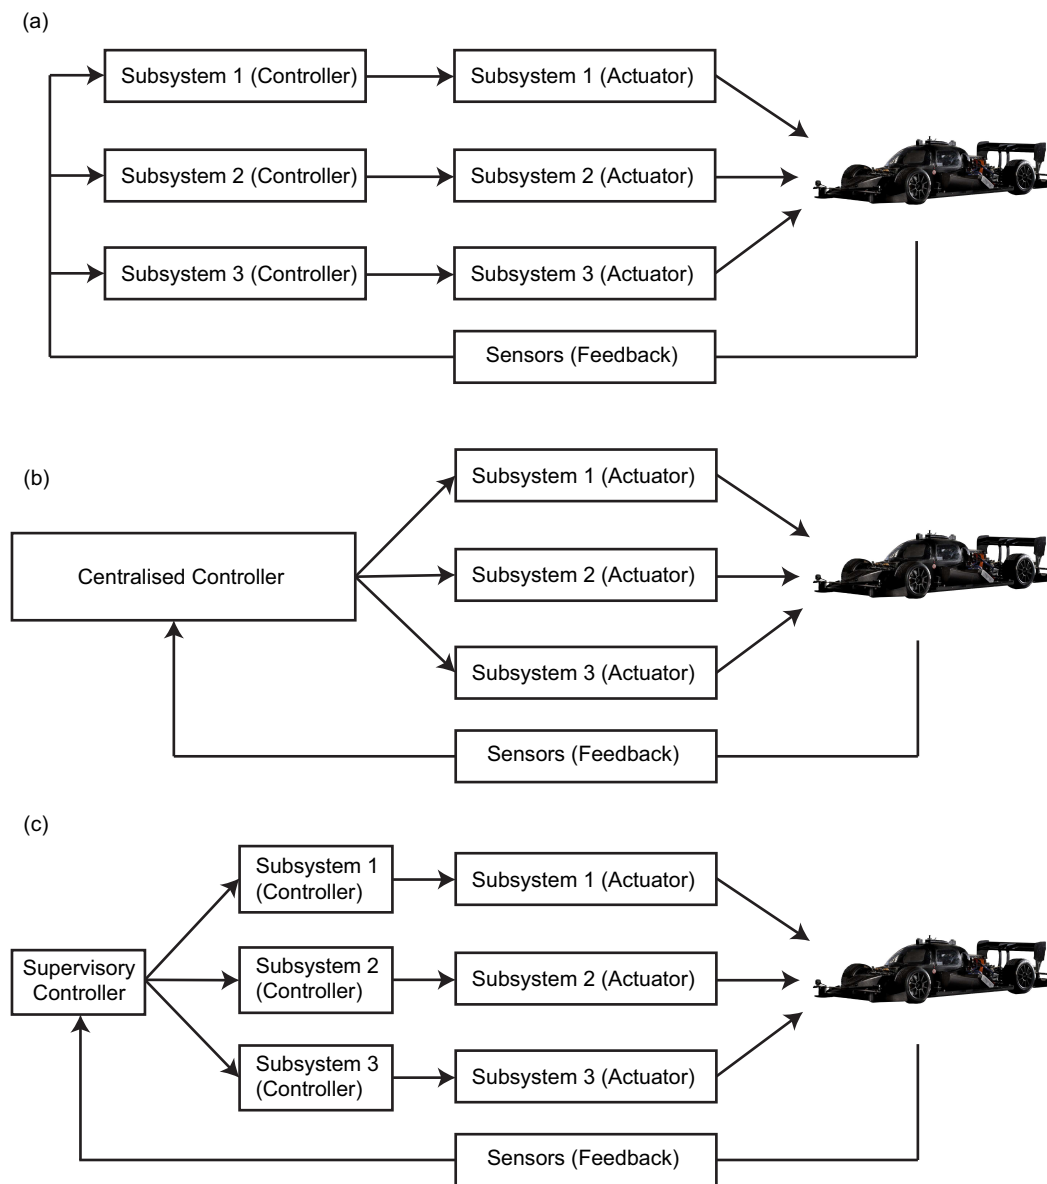 (a)
Subsystem 1 (Controller)
Subsystem 1 (Actuator)
Subsystem 2 (Controller)
Subsystem 2 (Actuator)
Subsystem 3 (Controller)
Subsystem 3 (Actuator)
Sensors (Feedback)
(b)
Subsystem 1 (Actuator)
Centralised Controller
Subsystem 2 (Actuator)
Subsystem 3 (Actuator)
Sensors (Feedback)
(c)
Subsystem 1
(Controller)
Subsystem 1 (Actuator)
Supervisory
Controller
Subsystem 2
(Controller)
Subsystem 2 (Actuator)
Subsystem 3
(Controller)
Subsystem 3 (Actuator)
Sensors (Feedback)